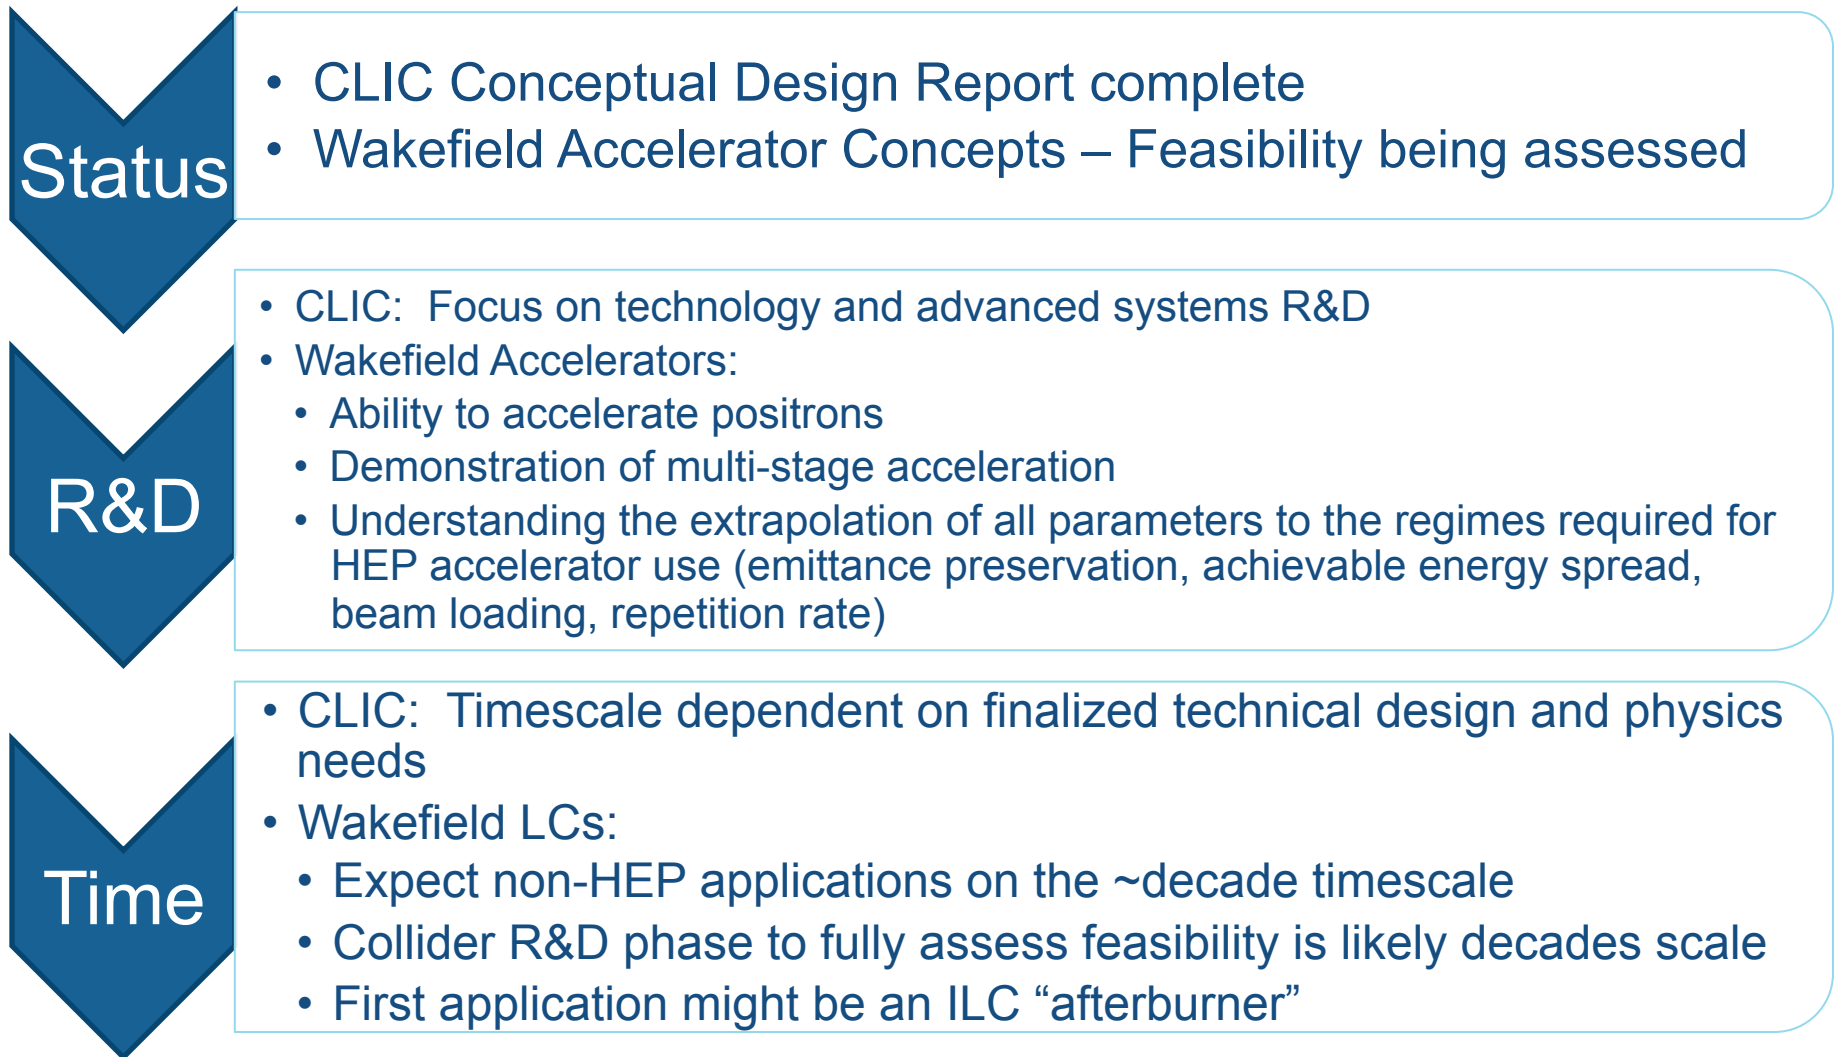 Status
• CLIC Conceptual Design Report complete
• Wakefield Accelerator Concepts – Feasibility being assessed
R&D
• CLIC:  Focus on technology and advanced systems R&D
• Wakefield Accelerators:
• Ability to accelerate positrons
• Demonstration of multi-stage acceleration
• Understanding the extrapolation of all parameters to the regimes required for
HEP accelerator use (emittance preservation, achievable energy spread,
beam loading, repetition rate)
Time
• CLIC:  Timescale dependent on finalized technical design and physics
needs
• Wakefield LCs:
• Expect non-HEP applications on the ~decade timescale
• Collider R&D phase to fully assess feasibility is likely decades scale
• First application might be an ILC “afterburner”